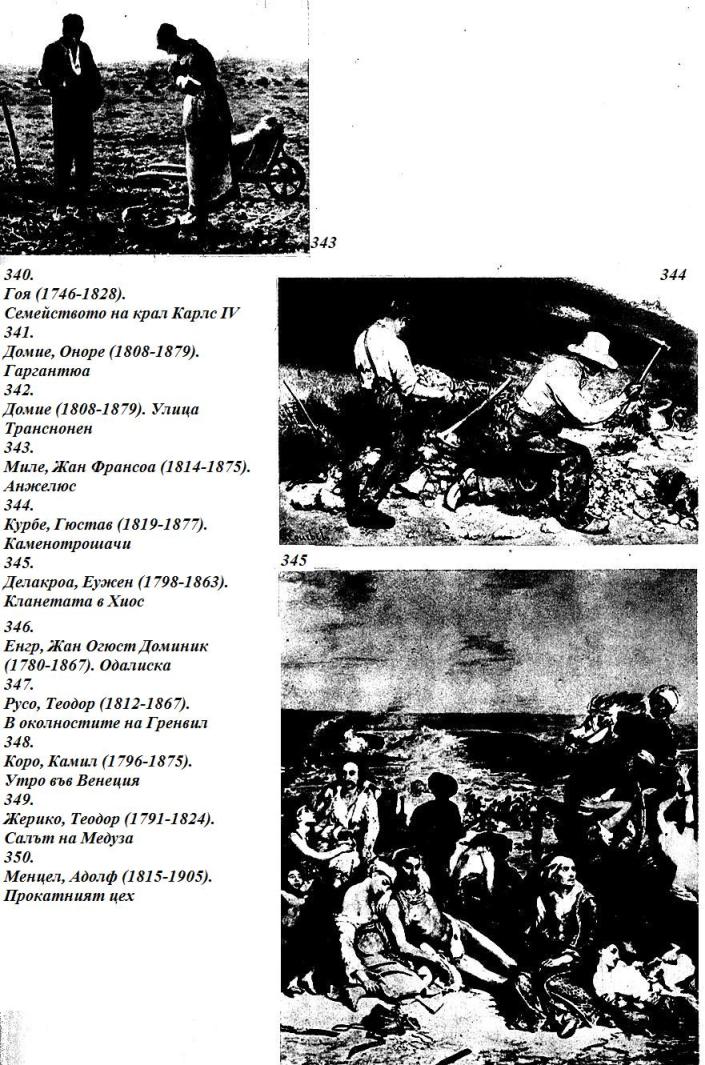 343
344
340.
Гоя (1746-1828).
Семейството на крал Карлс IV
341.
Домие, Оноре (1808-1879).
Гаргантюа
342.
Домие (1808-1879). Улица
Транснонен
343.
Миле, Жан Франсоа (1814-1875).
Анжелюс
344.
Курбе, Гюстав (1819-1877).
Каменотрошачи
345.
Делакроа, Еужен (1798-1863).
Кланетата в Хиос
346.
Енгр, Жан Огюст Доминик
(1780-1867). Одалиска
347.
Русо, Теодор (1812-1867).
В околностите на Гренвил
348.
Коро, Камил (1796-1875).
Утро във Венеция
349.
Жерико, Теодор (1791-1824).
Салът на Медуза
350.
Менцел, Адолф (1815-1905).
Прокатният цех
345